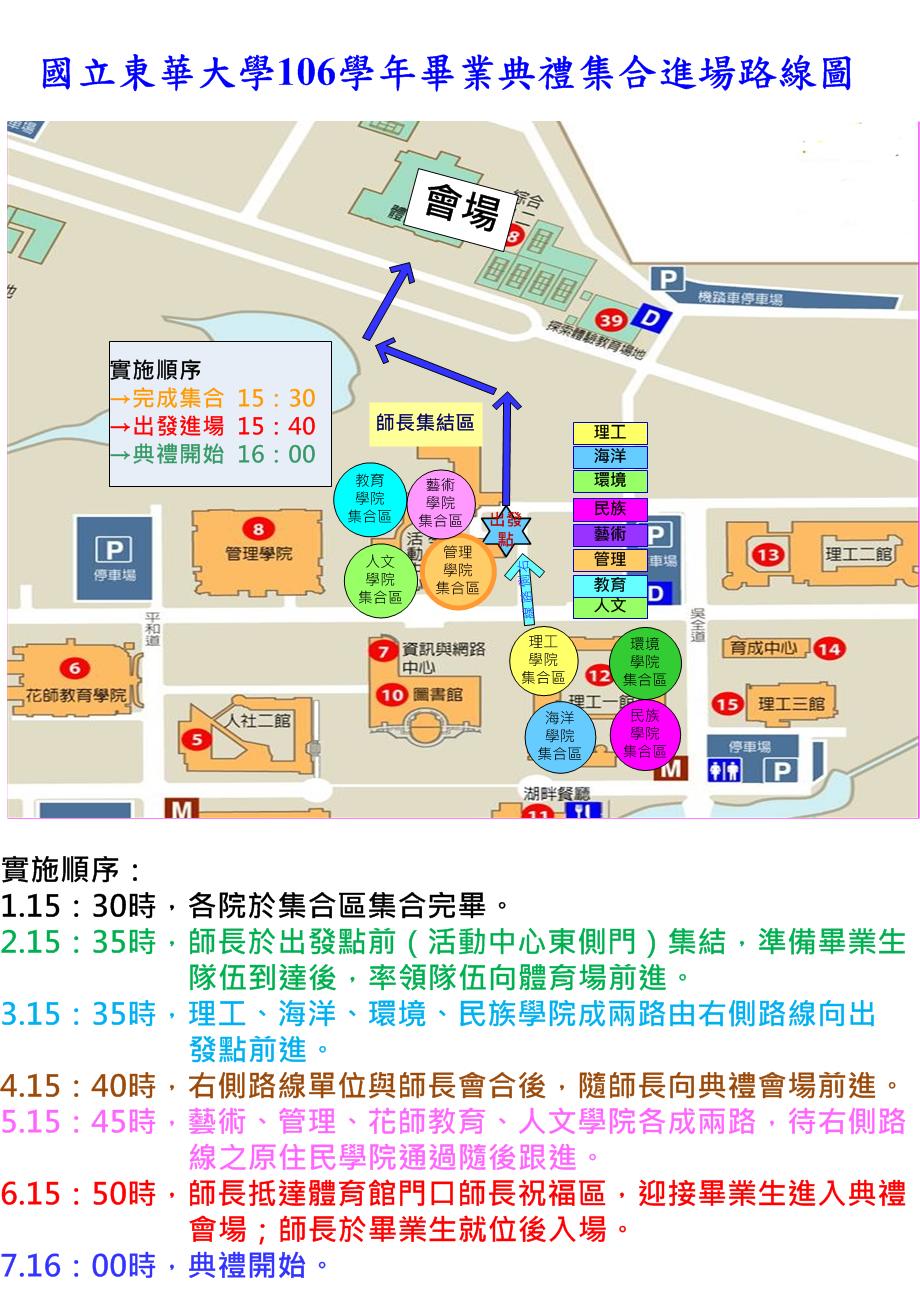 國立東華大學106學年畢業典禮集合進場路線圖
車場
會場
綜合
二
體
8
P
機踏車停車場
39
D
探索體驗教育場地
地
實施順序
→完成集合 15：30
→出發進場 15：40
→典禮開始 16：00
師長集結區
理工
海洋
環境
民族
藝術
管理
教育
人文
教育
學院
集合區
藝術
學院
集合區
出發
點
人文
學院
集合區
活
動
管理
學院
集合區
8
管理學院
P
停車場
P
車場
D
13
理工二館
平和道
吳全道
6
花師教育學院
7 資訊與網路
中心
10 圖書館
5
人社二館
理工
學院
集合區
環境
學院
集合區
12
理工一館
海洋
學院
集合區
民族
學院
集合區
育成中心 14
15 理工三館
停車場
P
M
M
湖畔餐廳
11
實施順序：
1.15：30時，各院於集合區集合完畢。
2.15：35時，師長於出發點前（活動中心東側門）集結，準備畢業生
隊伍到達後，率領隊伍向體育場前進。
3.15：35時，理工、海洋、環境、民族學院成兩路由右側路線向出
發點前進。
4.15：40時，右側路線單位與師長會合後，隨師長向典禮會場前進。
5.15：45時，藝術、管理、花師教育、人文學院各成兩路，待右側路
線之原住民學院通過隨後跟進。
6.15：50時，師長抵達體育館門口師長祝福區，迎接畢業生進入典禮
會場；師長於畢業生就位後入場。
7.16：00時，典禮開始。